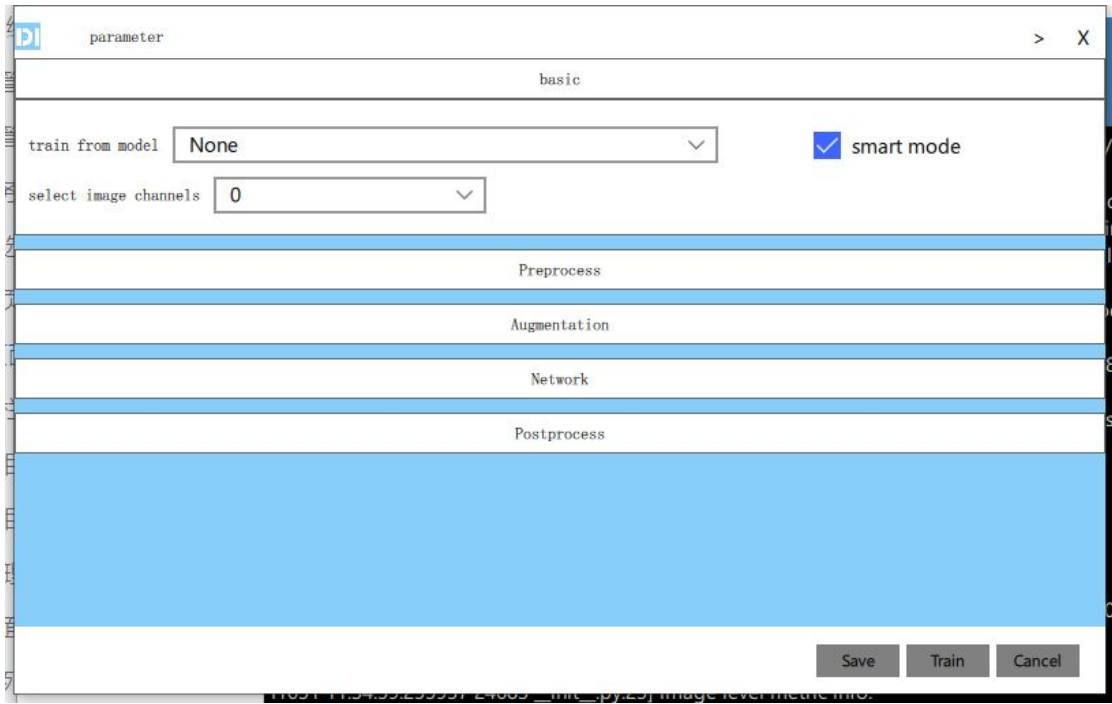 DI parameter > X
basic
train from model None smart mode
select image channels 0
Preprocess
Augmentation
Network
Postprocess
Save Train Cancel